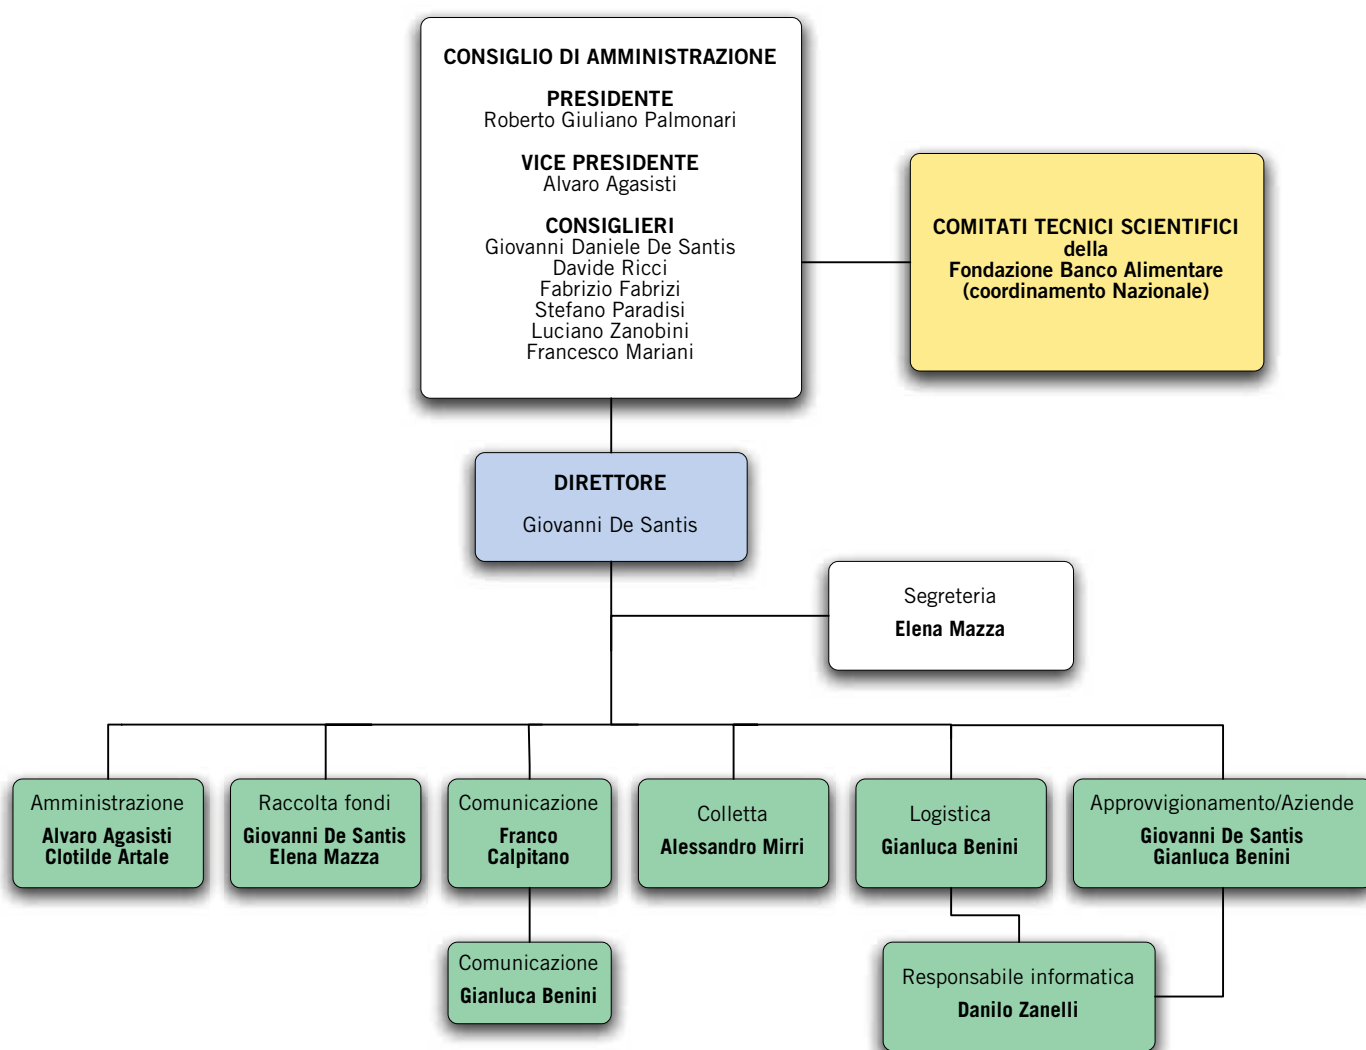 CONSIGLIO DI AMMINISTRAZIONE
PRESIDENTE
Roberto Giuliano Palmonari
VICE PRESIDENTE
Alvaro Agasisti
CONSIGLIERI
Giovanni Daniele De Santis
Davide Ricci
Fabrizio Fabrizi
Stefano Paradisi
Luciano Zanobini
Francesco Mariani
COMITATI TECNICI SCIENTIFICI
della
Fondazione Banco Alimentare
(coordinamento Nazionale)
DIRETTORE
Giovanni De Santis
Segreteria
Elena Mazza
Amministrazione
Alvaro Agasisti
Clotilde Artale
Raccolta fondi
Giovanni De Santis
Elena Mazza
Comunicazione
Franco
Calpitano
Colletta
Alessandro Mirri
Logistica
Gianluca Benini
Approvvigionamento/Aziende
Giovanni De Santis
Gianluca Benini
Comunicazione
Gianluca Benini
Responsabile informatica
Danilo Zanelli